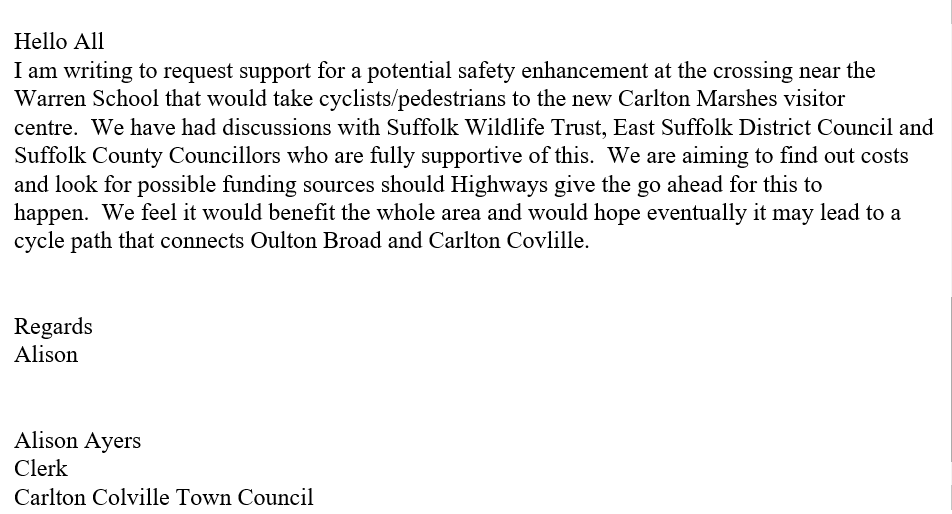 Hello All
I am writing to request support for a potential safety enhancement at the crossing near the
Warren School that would take cyclists/pedestrians to the new Carlton Marshes visitor
centre.  We have had discussions with Suffolk Wildlife Trust, East Suffolk District Council and
Suffolk County Councillors who are fully supportive of this.  We are aiming to find out costs
and look for possible funding sources should Highways give the go ahead for this to
happen.  We feel it would benefit the whole area and would hope eventually it may lead to a
cycle path that connects Oulton Broad and Carlton Covlille.
Regards
Alison
Alison Ayers
Clerk
Carlton Colville Town Council